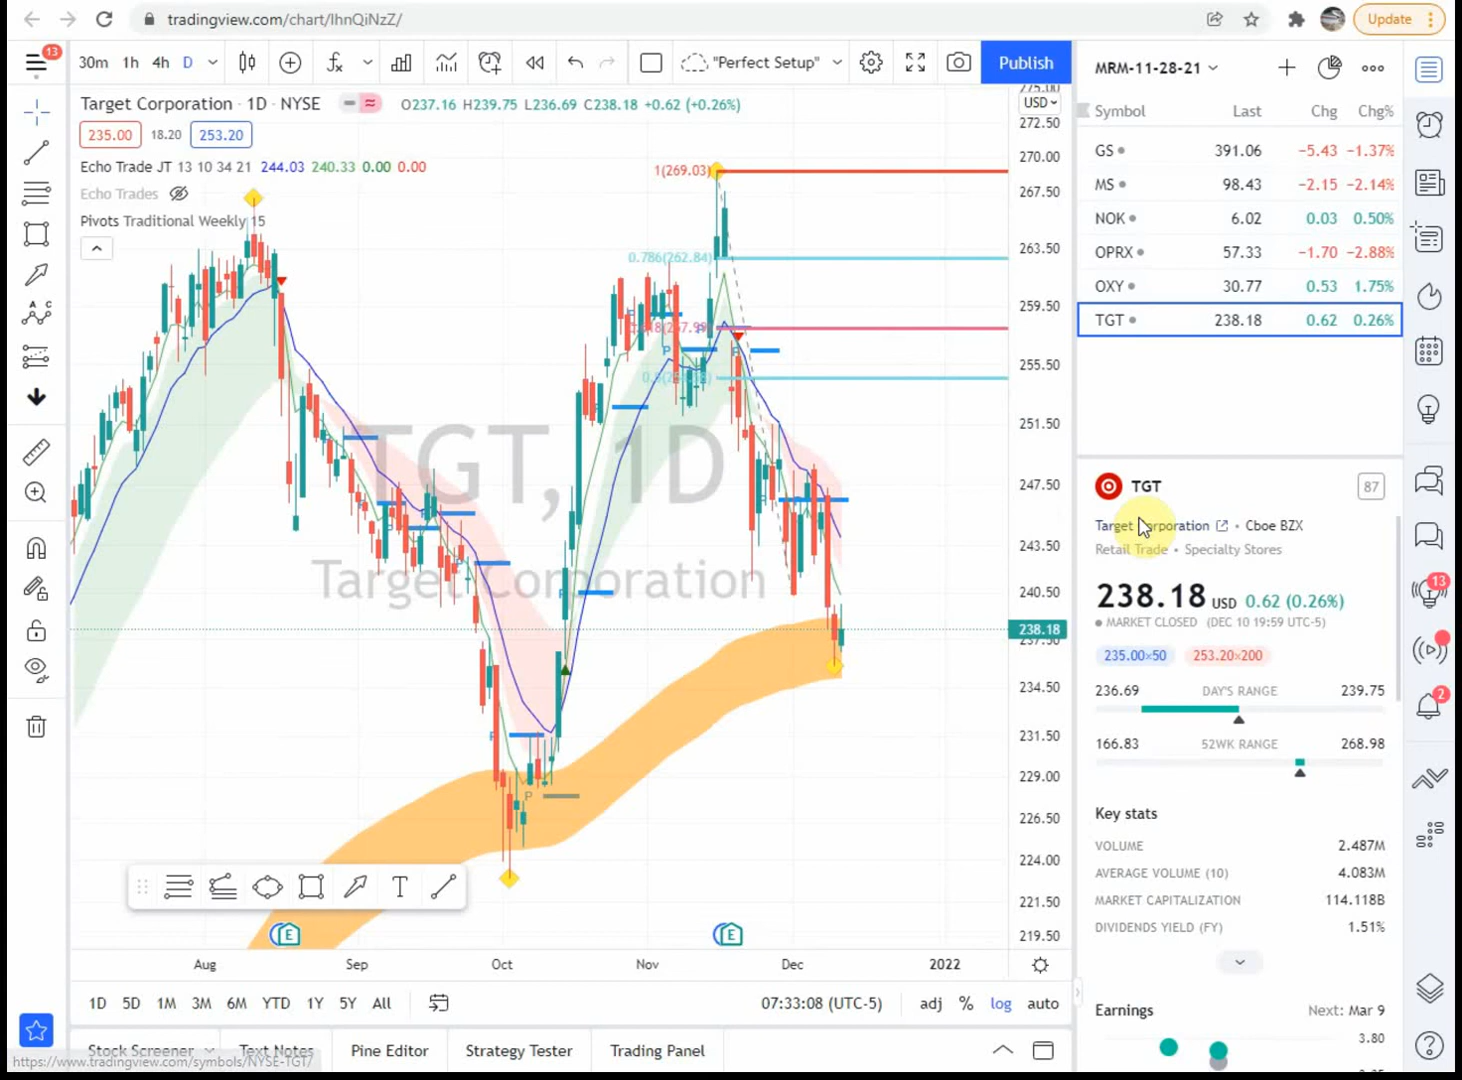 tradingview.com/chart/lhnQiNzZ/
Update
13
30m 1h 4h D
"Perfect Setup"
Publish
MRM-11-28-21
Target Corporation · 1D · NYSE O237.16 H239.75 L236.69 C238.18 +0.62 (+0.26%)
USD
235.00 18.20 253.20
Echo Trade JT 13 10 34 21 244.03 240.33 0.00 0.00
Echo Trades
Pivots Traditional Weekly 15
Symbol Last Chg Chg%
GS 391.06 −5.43 −1.37%
MS 98.43 −2.15 −2.14%
NOK 6.02 0.03 0.50%
OPRX 57.33 −1.70 −2.88%
OXY 30.77 0.53 1.75%
TGT 238.18 0.62 0.26%
1(269.03)
0.786(262.84)
P
P
P
P
P
P
P
TGT, 1D
Target Corporation
275.00
272.50
270.00
267.50
263.50
259.50
255.50
251.50
247.50
243.50
240.50
238.18
237.50
234.50
231.50
229.00
226.50
224.00
221.50
219.50
TGT
87
Target Corporation • Cboe BZX
Retail Trade • Specialty Stores
238.18 USD 0.62 (0.26%)
MARKET CLOSED (DEC 10 19:59 UTC-5)
235.00×50 253.20×200
236.69 DAY'S RANGE 239.75
166.83 52WK RANGE 268.98
Key stats
VOLUME 2.487M
AVERAGE VOLUME (10) 4.083M
MARKET CAPITALIZATION 114.118B
DIVIDENDS YIELD (FY) 1.51%
Earnings Next: Mar 9
3.80
13
2
T
E
E
Aug Sep Oct Nov Dec 2022
1D 5D 1M 3M 6M YTD 1Y 5Y All
07:33:08 (UTC-5) adj % log auto
Stock Screener Text Notes Pine Editor Strategy Tester Trading Panel
https://www.tradingview.com/symbols/NYSE-TGT/